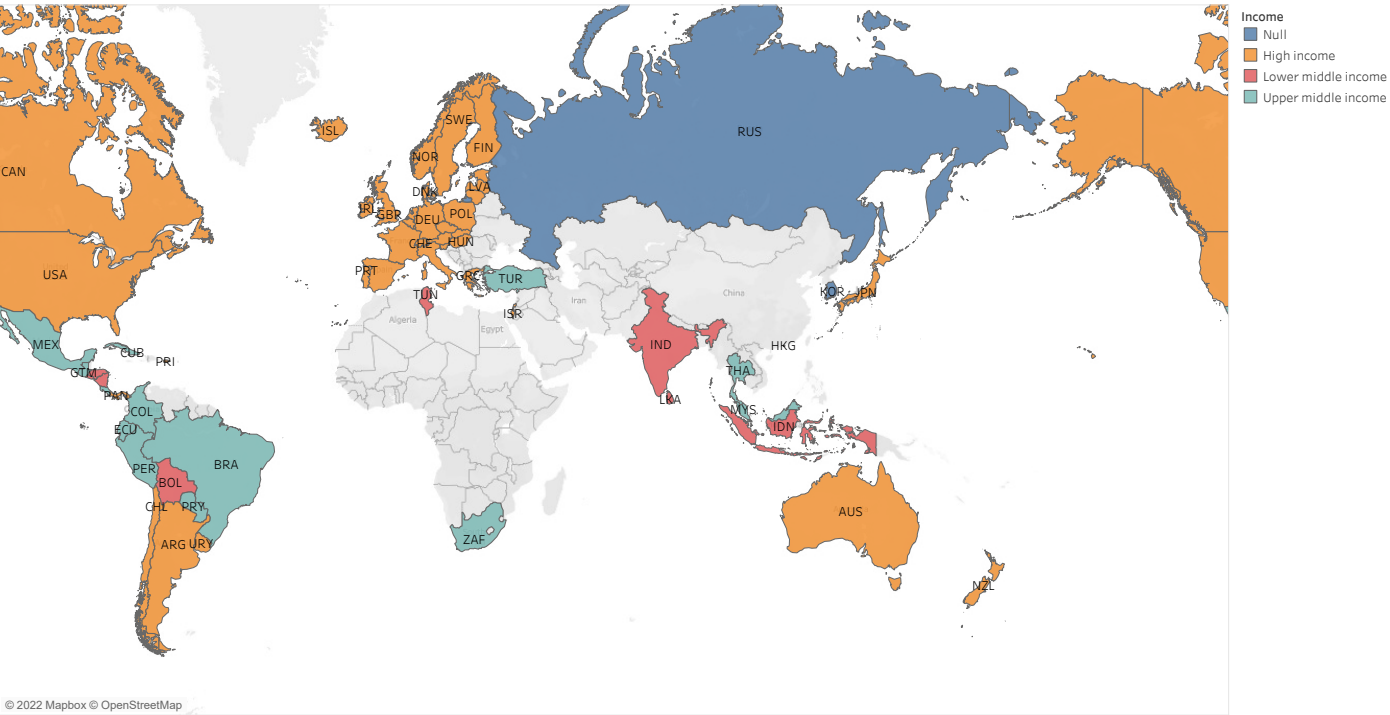 Income
Null
High income
Lower middle income
Upper middle income
RUS
ISL
SWE
FIN
NOR
CAN
DNK
LVA
IRL
GBR
DEU
POL
CHE
HUN
USA
PRT
GRC
TUR
TUN
ISR
Iran
China
KOR
JPN
Algeria
Egypt
MEX
CUB
PRI
IND
HKG
GTM
THA
PAN
LKA
COL
MYS
ECU
IDN
BRA
PER
BOL
CHL
PRY
AUS
ARG
URY
ZAF
NZL
© 2022 Mapbox © OpenStreetMap